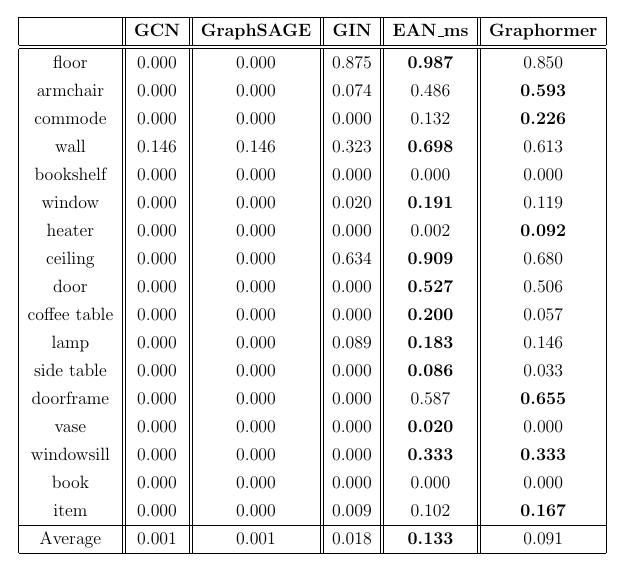 GCN GraphSAGE GIN EAN_ms Graphormer
floor 0.000 0.000 0.875 0.987 0.850
armchair 0.000 0.000 0.074 0.486 0.593
commode 0.000 0.000 0.000 0.132 0.226
wall 0.146 0.146 0.323 0.698 0.613
bookshelf 0.000 0.000 0.000 0.000 0.000
window 0.000 0.000 0.020 0.191 0.119
heater 0.000 0.000 0.000 0.002 0.092
ceiling 0.000 0.000 0.634 0.909 0.680
door 0.000 0.000 0.000 0.527 0.506
coffee table 0.000 0.000 0.000 0.200 0.057
lamp 0.000 0.000 0.089 0.183 0.146
side table 0.000 0.000 0.000 0.086 0.033
doorframe 0.000 0.000 0.000 0.587 0.655
vase 0.000 0.000 0.000 0.020 0.000
windowsill 0.000 0.000 0.000 0.333 0.333
book 0.000 0.000 0.000 0.000 0.000
item 0.000 0.000 0.009 0.102 0.167
Average 0.001 0.001 0.018 0.133 0.091